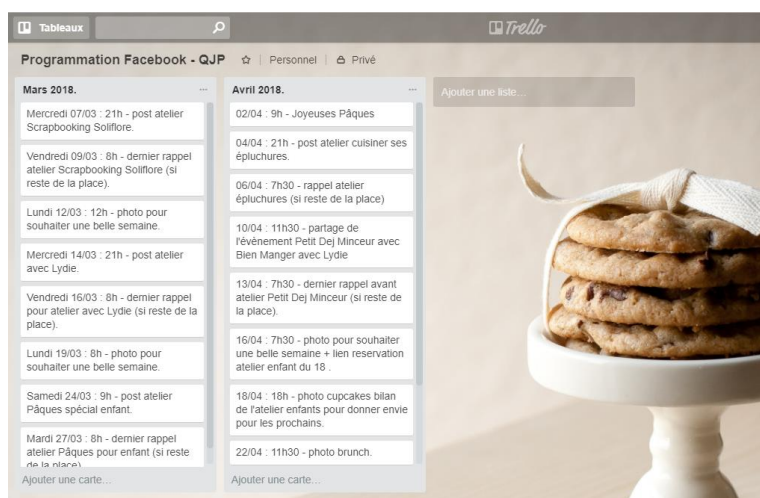 Tableaux
Trello
Programmation Facebook - QJP
Personnel
Privé
Mars 2018.
Mercredi 07/03 : 21h - post atelier
Scrapbooking Soliflore.
Vendredi 09/03 : 8h - dernier rappel
atelier Scrapbooking Soliflore (si
reste de la place).
Lundi 12/03 : 12h - photo pour
souhaiter une belle semaine.
Mercredi 14/03 : 21h - post atelier
avec Lydie.
Vendredi 16/03 : 8h - dernier rappel
pour atelier avec Lydie (si reste de la
place).
Lundi 19/03 : 8h - photo pour
souhaiter une belle semaine.
Samedi 24/03 : 9h - post atelier
Pâques spécial enfant.
Mardi 27/03 : 8h - dernier rappel
atelier Pâques pour enfant (si reste
de la place)
Ajouter une carte…
Avril 2018.
02/04 : 9h - Joyeuses Pâques
04/04 : 21h - post atelier cuisiner ses
épluchures.
06/04 : 7h30 - rappel atelier
épluchures (si reste de la place)
10/04 : 11h30 - partage de
l'évènement Petit Dej Minceur avec
Bien Manger avec Lydie
13/04 : 7h30 - dernier rappel avant
atelier Petit Dej Minceur (si reste de
la place).
16/04 : 7h30 - photo pour souhaiter
une belle semaine + lien reservation
atelier enfant du 18 .
18/04 : 18h - photo cupcakes bilan
de l'atelier enfants pour donner envie
pour les prochains.
22/04 : 11h30 - photo brunch.
Ajouter une carte…
Ajouter une liste…